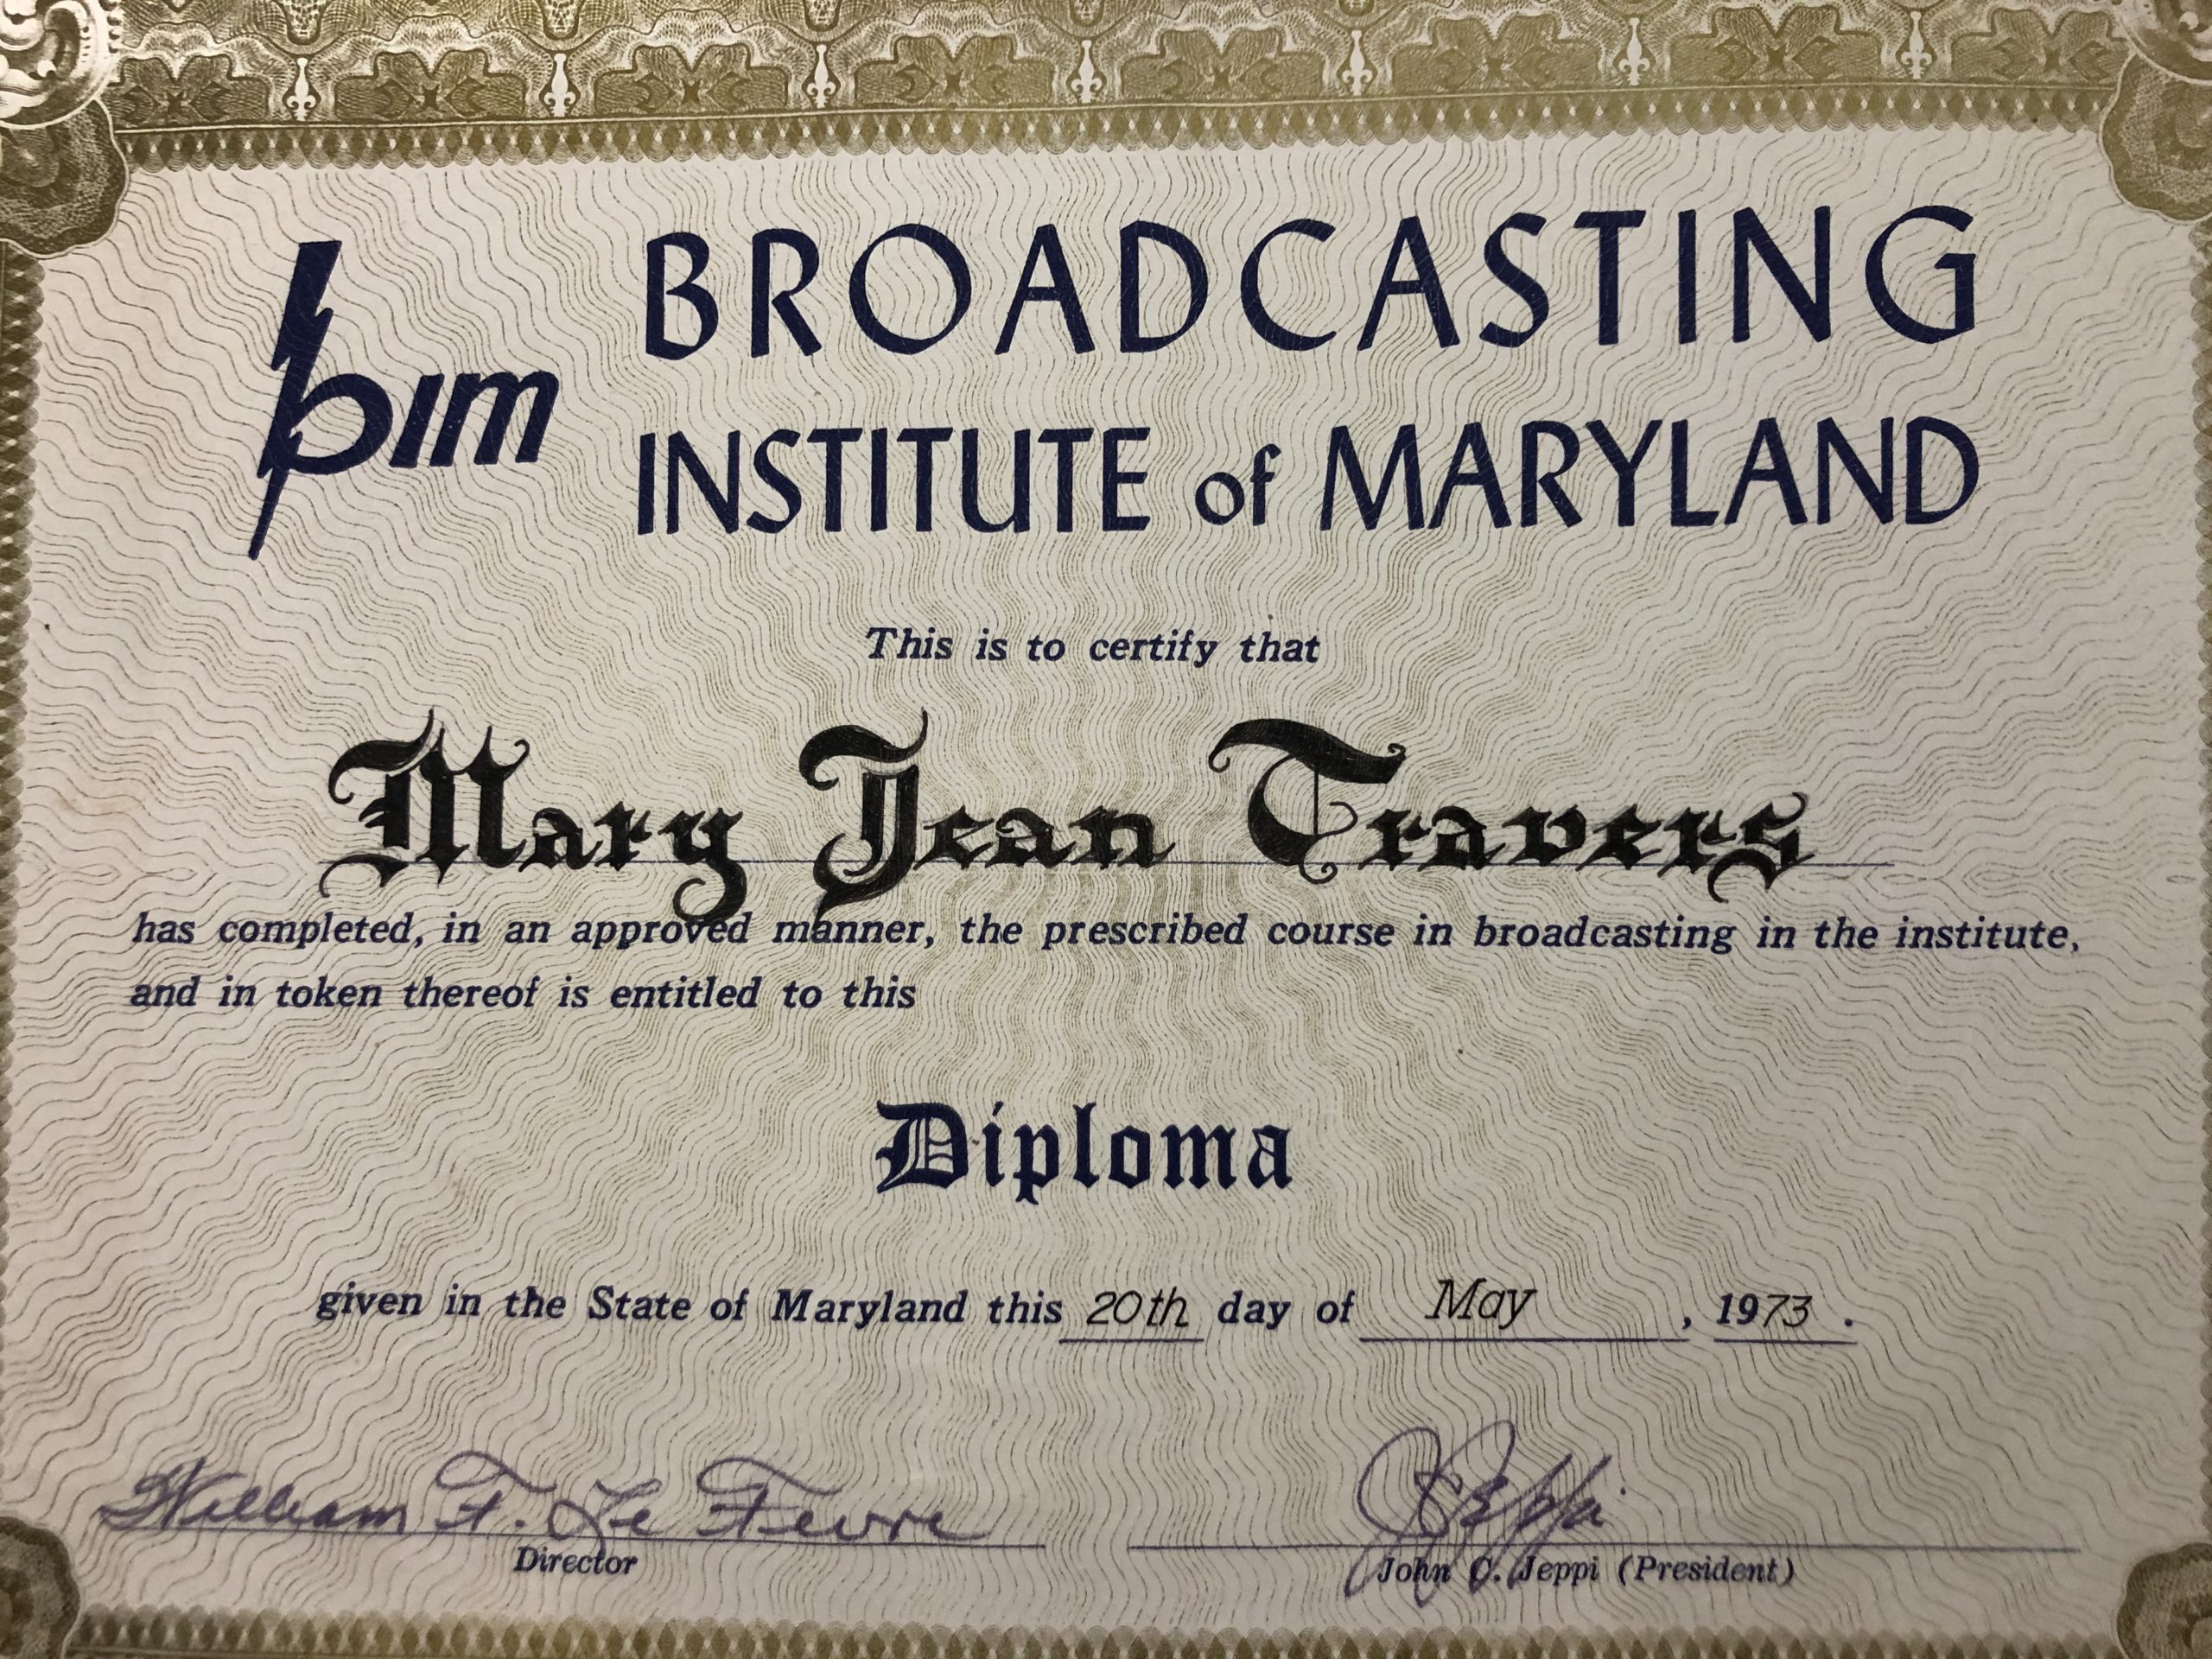 bim
BROADCASTING
INSTITUTE of MARYLAND
This is to certify that
Mary Jean Travers
has completed, in an approved manner, the prescribed course in broadcasting in the institute,
and in token thereof is entitled to this
Diploma
given in the State of Maryland this 20th day of May, 1973.
William F. Le Fevre
Director
J C Jeppi
John C. Jeppi (President)